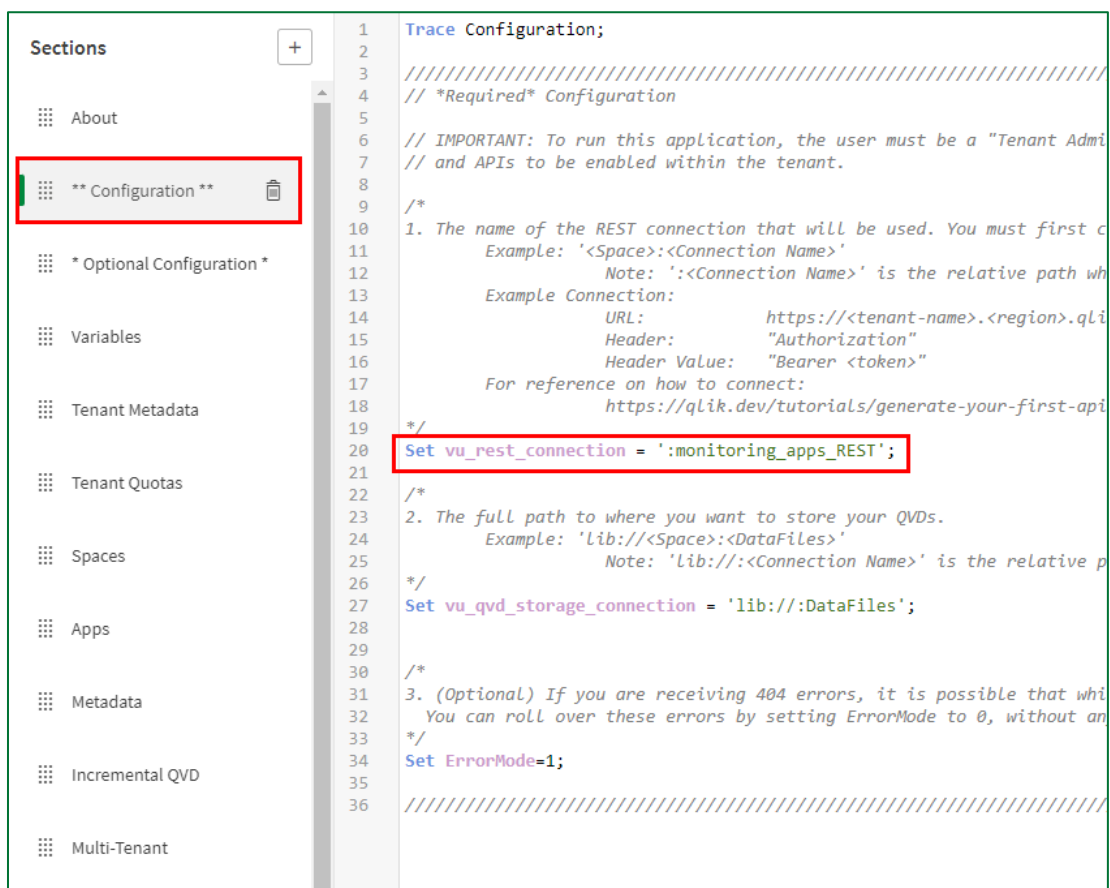 Sections
+
About
** Configuration **
* Optional Configuration *
Variables
Tenant Metadata
Tenant Quotas
Spaces
Apps
Metadata
Incremental QVD
Multi-Tenant
1 Trace Configuration;
2
3 ///////////////////////////////////////////////////////////////////////
4 // *Required* Configuration
5
6 // IMPORTANT: To run this application, the user must be a "Tenant Admi
7 // and APIs to be enabled within the tenant.
8
9 /*
10 1. The name of the REST connection that will be used. You must first c
11 Example: '<Space>:<Connection Name>'
12 Note: ':<Connection Name>' is the relative path wh
13 Example Connection:
14 URL: https://<tenant-name>.<region>.qli
15 Header: "Authorization"
16 Header Value: "Bearer <token>"
17 For reference on how to connect:
18 https://qlik.dev/tutorials/generate-your-first-api
19 */
20 Set vu_rest_connection = ':monitoring_apps_REST';
21
22 /*
23 2. The full path to where you want to store your QVDs.
24 Example: 'lib://<Space>:<DataFiles>'
25 Note: 'lib://:<Connection Name>' is the relative p
26 */
27 Set vu_qvd_storage_connection = 'lib://:DataFiles';
28
29
30 /*
31 3. (Optional) If you are receiving 404 errors, it is possible that whi
32 You can roll over these errors by setting ErrorMode to 0, without an
33 */
34 Set ErrorMode=1;
35
36 ///////////////////////////////////////////////////////////////////////